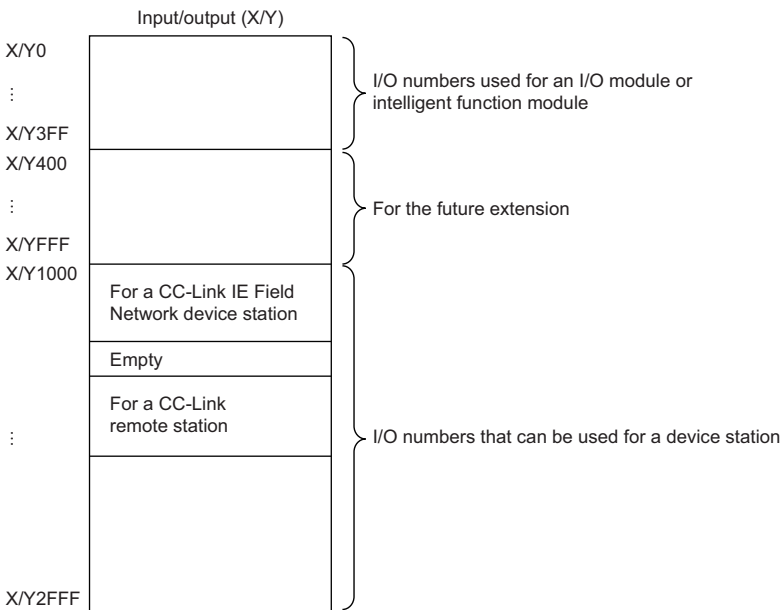 Input/output (X/Y)
X/Y0
⋮
X/Y3FF
I/O numbers used for an I/O module or
intelligent function module
X/Y400
⋮
X/YFFF
For the future extension
X/Y1000
For a CC-Link IE Field
Network device station
Empty
For a CC-Link
remote station
⋮
I/O numbers that can be used for a device station
X/Y2FFF